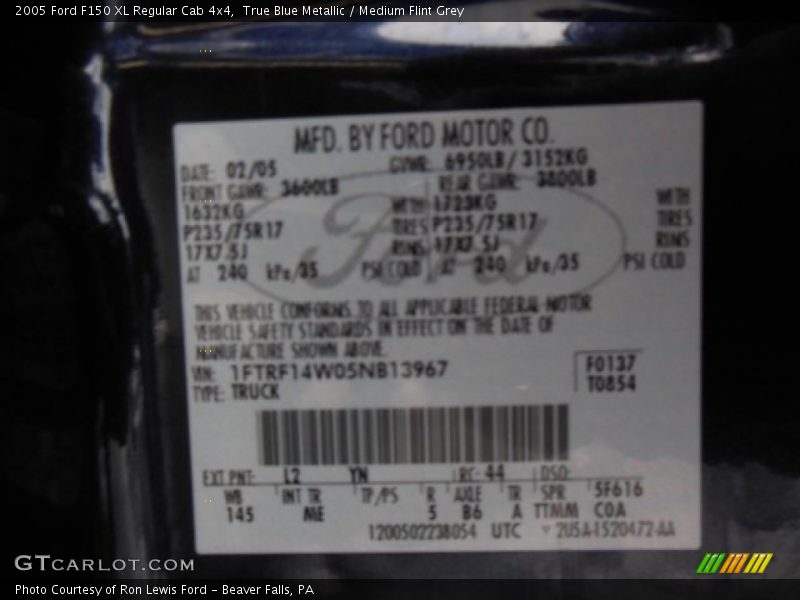 2005 Ford F150 XL Regular Cab 4x4, True Blue Metallic / Medium Flint Grey
MFD. BY FORD MOTOR CO.
DATE: 02/05 GVWR: 6950LB / 3152KG
FRONT GAWR: 3600LB REAR GAWR: 3800LB
1632KG WITH 1723KG WITH
P235/75R17 TIRES P235/75R17 TIRES
17X7.5J RIMS 17X7.5J RIMS
AT 240 kPa/35 PSI COLD AT 240 kPa/35 PSI COLD
Ford
THIS VEHICLE CONFORMS TO ALL APPLICABLE FEDERAL MOTOR
VEHICLE SAFETY STANDARDS IN EFFECT ON THE DATE OF
MANUFACTURE SHOWN ABOVE.
VIN: 1FTRF14W05NB13967 F0137
TYPE: TRUCK T0854
EXT PNT: L2 YN RC: 44 DSO:
WB INT TR TP/PS R AXLE TR SPR 5F616
145 ME 5 B6 A TTMM COA
1200502238054 UTC ▼ 2U5A-1520472-AA
GTCARLOT.COM
Photo Courtesy of Ron Lewis Ford - Beaver Falls, PA